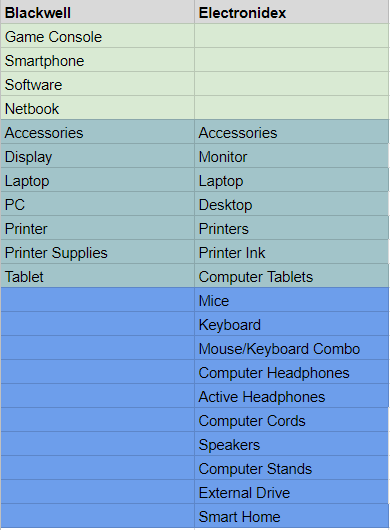 Blackwell Electronidex
Game Console
Smartphone
Software
Netbook
Accessories Accessories
Display Monitor
Laptop Laptop
PC Desktop
Printer Printers
Printer Supplies Printer Ink
Tablet Computer Tablets
Mice
Keyboard
Mouse/Keyboard Combo
Computer Headphones
Active Headphones
Computer Cords
Speakers
Computer Stands
External Drive
Smart Home